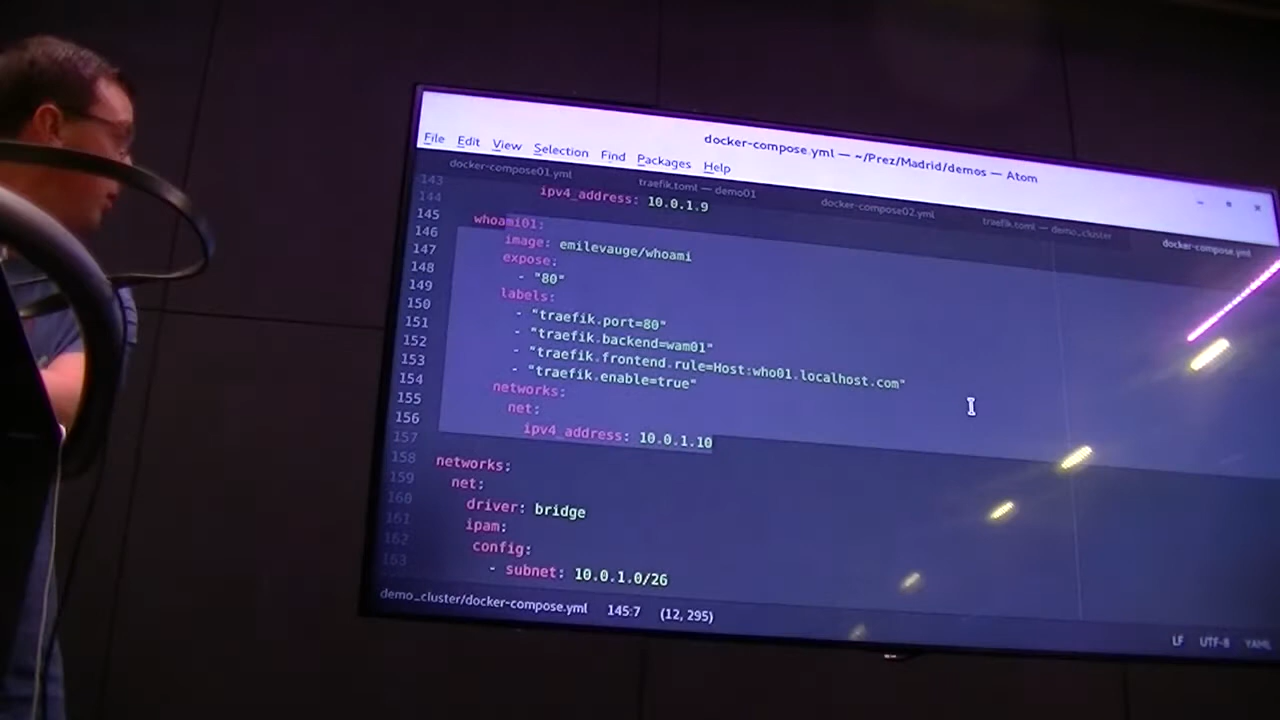 docker-compose.yml — ~/Prez/Madrid/demos — Atom
File Edit View Selection Find Packages Help
docker-compose01.yml traefik.toml — demo01 docker-compose02.yml traefik.toml — demo_cluster docker-compose.yml
143
144 ipv4_address: 10.0.1.9
145 whoami01:
146 image: emilevauge/whoami
147 expose:
148 - "80"
149 labels:
150 - "traefik.port=80"
151 - "traefik.backend=wam01"
152 - "traefik.frontend.rule=Host:who01.localhost.com"
153 - "traefik.enable=true"
154 networks:
155 net:
156 ipv4_address: 10.0.1.10
157
158 networks:
159 net:
160 driver: bridge
161 ipam:
162 config:
163 - subnet: 10.0.1.0/26
demo_cluster/docker-compose.yml 145:7 (12, 295) LF UTF-8 YAML